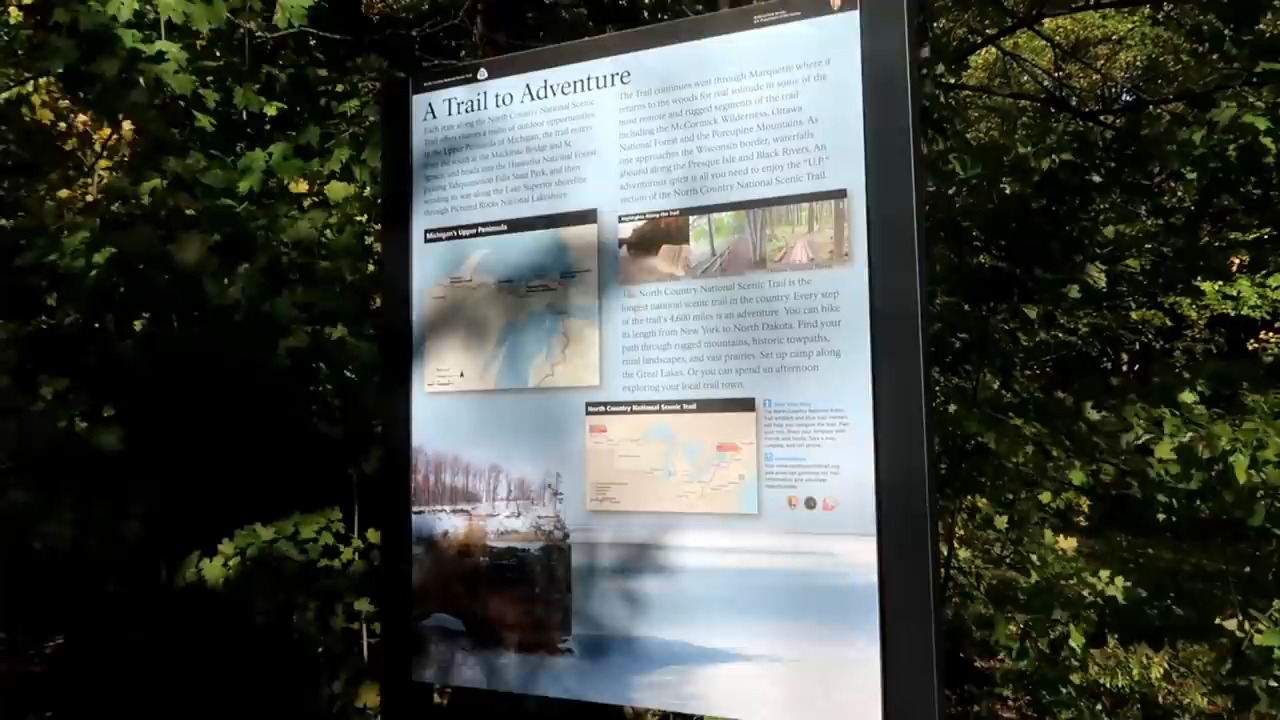 A Trail to Adventure
Each state along the North Country National Scenic
Trail offers visitors a realm of outdoor opportunities.
In the Upper Peninsula of Michigan, the trail enters
from the south at the Mackinac Bridge and St.
Ignace, and heads into the Hiawatha National Forest
passing Tahquamenon Falls State Park, and then
wending its way along the Lake Superior shoreline
through Pictured Rocks National Lakeshore.
The Trail continues west through Marquette where it
returns to the woods for real solitude in some of the
most remote and rugged segments of the trail
including the McCormick Wilderness, Ottawa
National Forest and the Porcupine Mountains. As
one approaches the Wisconsin border, waterfalls
abound along the Presque Isle and Black Rivers. An
adventurous spirit is all you need to enjoy the "U.P."
section of the North Country National Scenic Trail.
Michigan's Upper Peninsula
Highlights Along the Trail
The North Country National Scenic Trail is the
longest national scenic trail in the country. Every step
of the trail's 4,600 miles is an adventure. You can hike
its length from New York to North Dakota. Find your
path through rugged mountains, historic towpaths,
rural landscapes, and vast prairies. Set up camp along
the Great Lakes. Or you can spend an afternoon
exploring your local trail town.
North Country National Scenic Trail